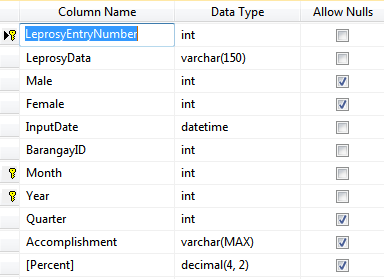 Column Name Data Type Allow Nulls
LeprosyEntryNumber int
LeprosyData varchar(150)
Male int
Female int
InputDate datetime
BarangayID int
Month int
Year int
Quarter int
Accomplishment varchar(MAX)
[Percent] decimal(4, 2)